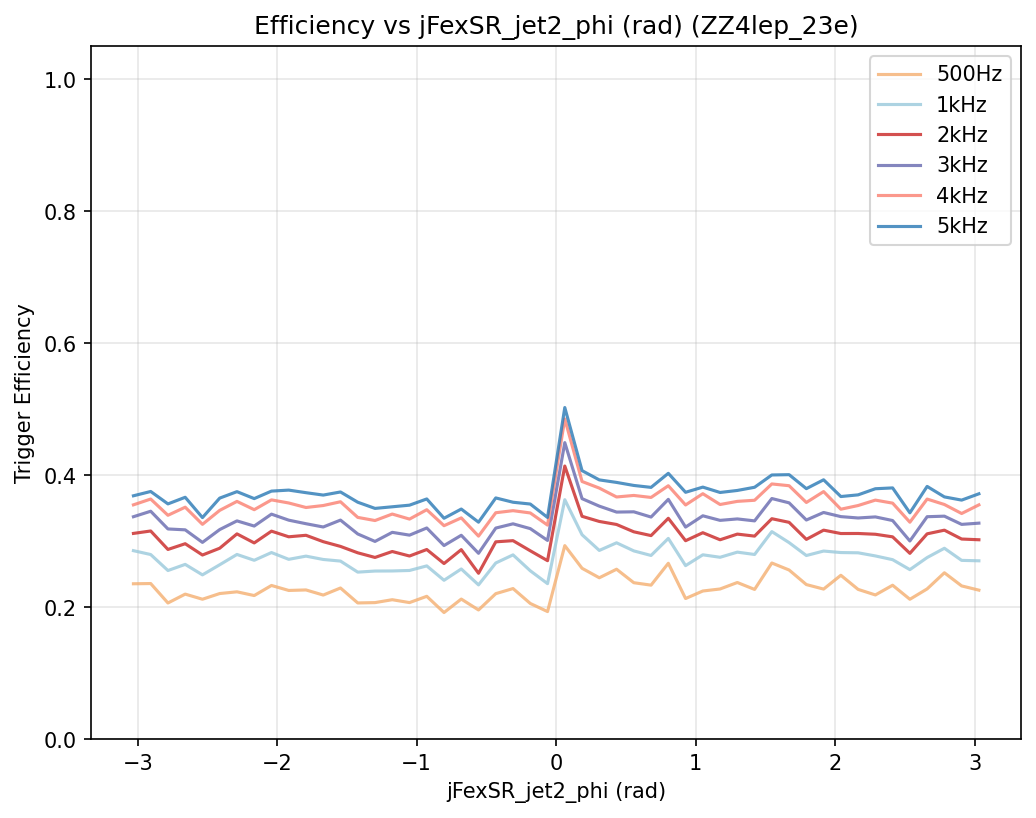 Efficiency vs jFexSR_jet2_phi (rad) (ZZ4lep_23e)
500Hz
1kHz
2kHz
3kHz
4kHz
5kHz
Trigger Efficiency
1.0
0.8
0.6
0.4
0.2
0.0
−3
−2
−1
0
1
2
3
jFexSR_jet2_phi (rad)